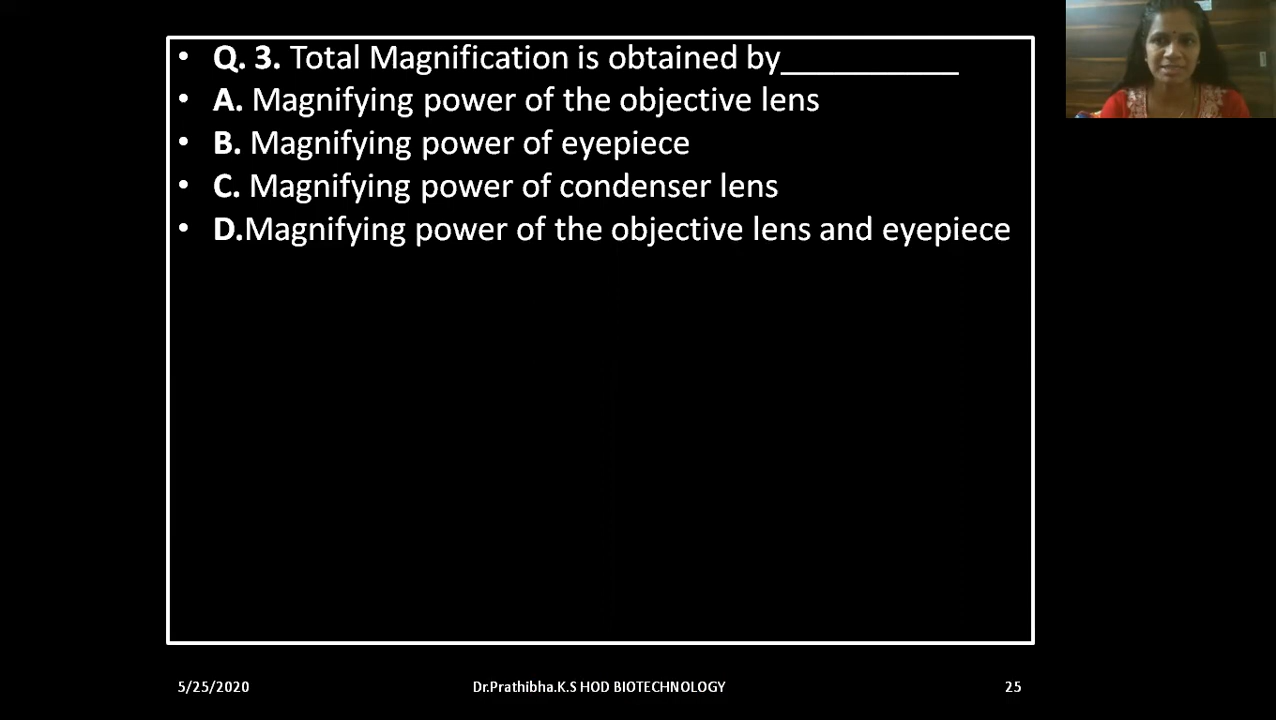 • Q. 3. Total Magnification is obtained by__________
• A. Magnifying power of the objective lens
• B. Magnifying power of eyepiece
• C. Magnifying power of condenser lens
• D.Magnifying power of the objective lens and eyepiece
5/25/2020 Dr.Prathibha.K.S HOD BIOTECHNOLOGY 25